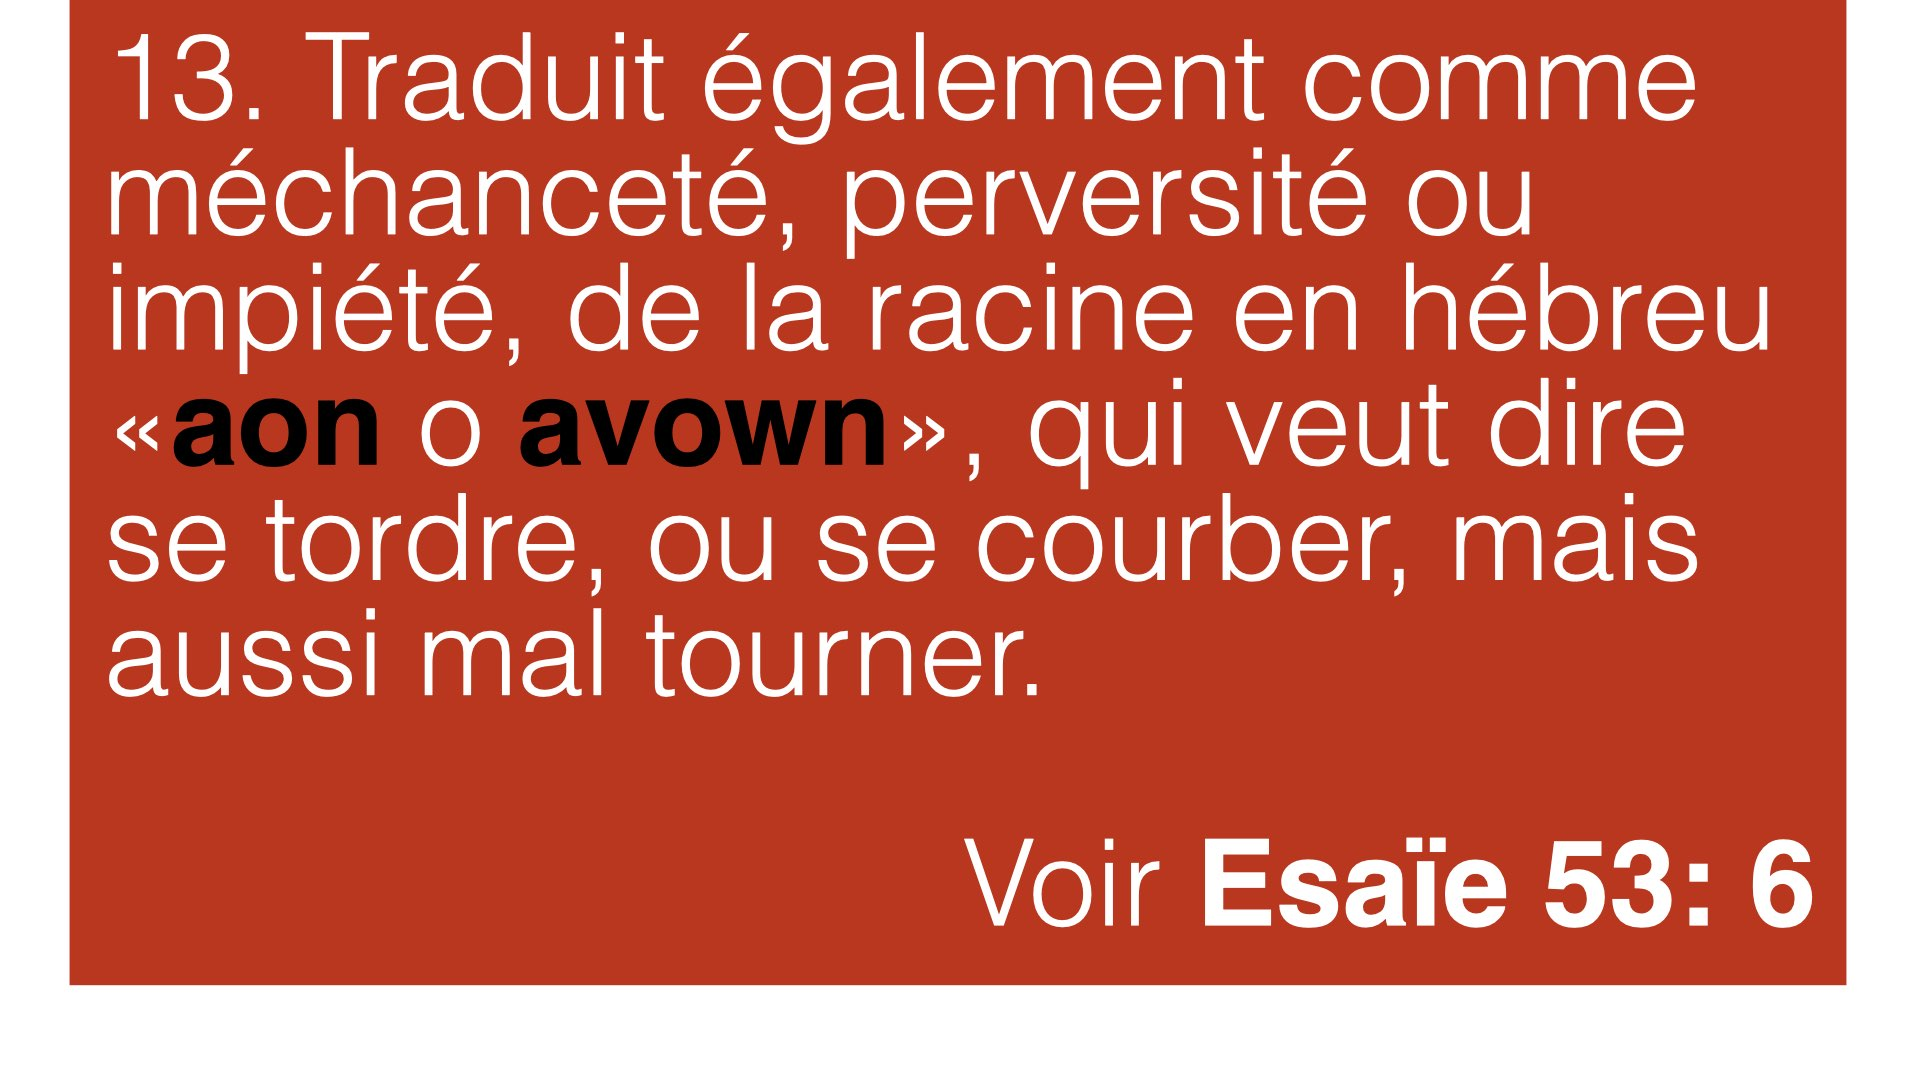 13. Traduit également comme
méchanceté, perversité ou
impiété, de la racine en hébreu
«aon o avown», qui veut dire
se tordre, ou se courber, mais
aussi mal tourner.
Voir Esaïe 53: 6